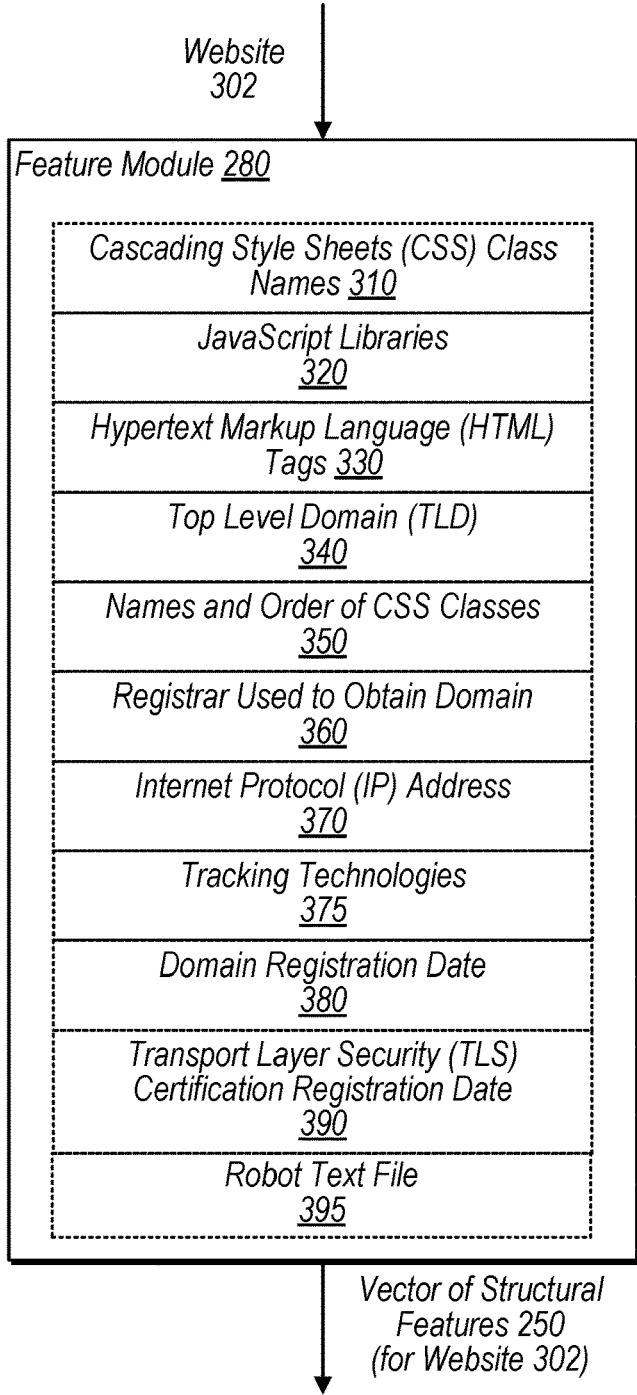 Website
302
Feature Module 280
Cascading Style Sheets (CSS) Class
Names 310
JavaScript Libraries
320
Hypertext Markup Language (HTML)
Tags 330
Top Level Domain (TLD)
340
Names and Order of CSS Classes
350
Registrar Used to Obtain Domain
360
Internet Protocol (IP) Address
370
Tracking Technologies
375
Domain Registration Date
380
Transport Layer Security (TLS)
Certification Registration Date
390
Robot Text File
395
Vector of Structural
Features 250
(for Website 302)